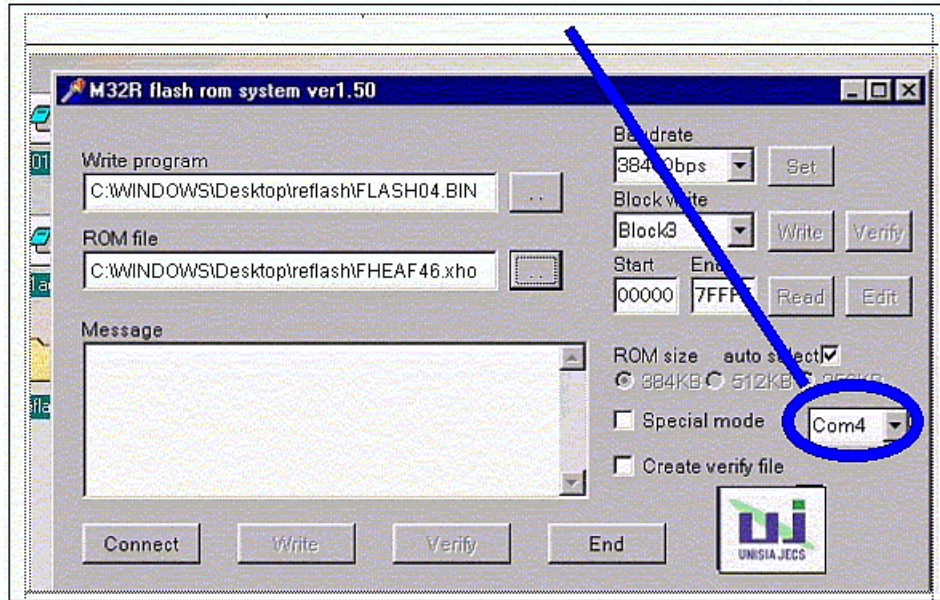 M32R flash rom system ver1.50
Write program
C:\WINDOWS\Desktop\reflash\FLASH04.BIN
..
ROM file
C:\WINDOWS\Desktop\reflash\FHEAF46.xho
..
Message
Baudrate
Set
Block write
Block3
Write
Verify
Start End
00000
Read
Edit
ROM size auto select
384KB 512KB
Special mode
Com4
Create verify file
Connect
Write
Verify
End
UNISIA JECS
01